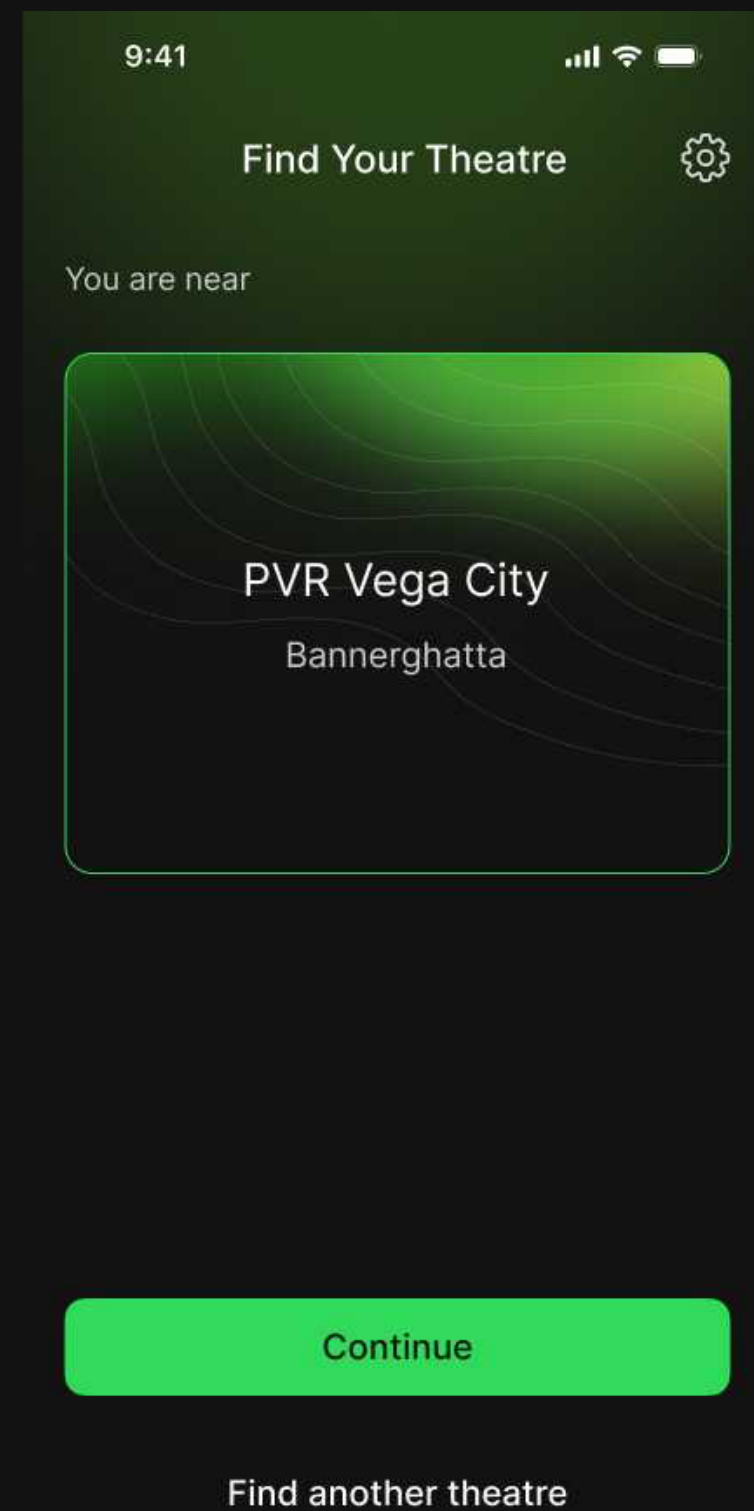 9:41
Find Your Theatre
You are near
PVR Vega City
Bannerghatta
Continue
Find another theatre